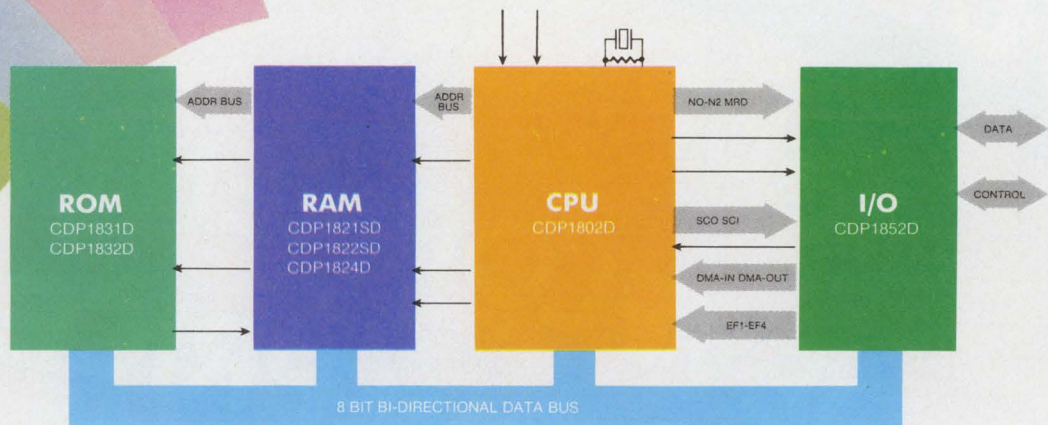 ADDR BUS
ADDR
BUS
NO-N2 MRD
DATA
CONTROL
ROM
CDP1831D
CDP1832D
RAM
CDP1821SD
CDP1822SD
CDP1824D
CPU
CDP1802D
I/O
CDP1852D
SCO SCI
DMA-IN DMA-OUT
EF1-EF4
8 BIT BI-DIRECTIONAL DATA BUS